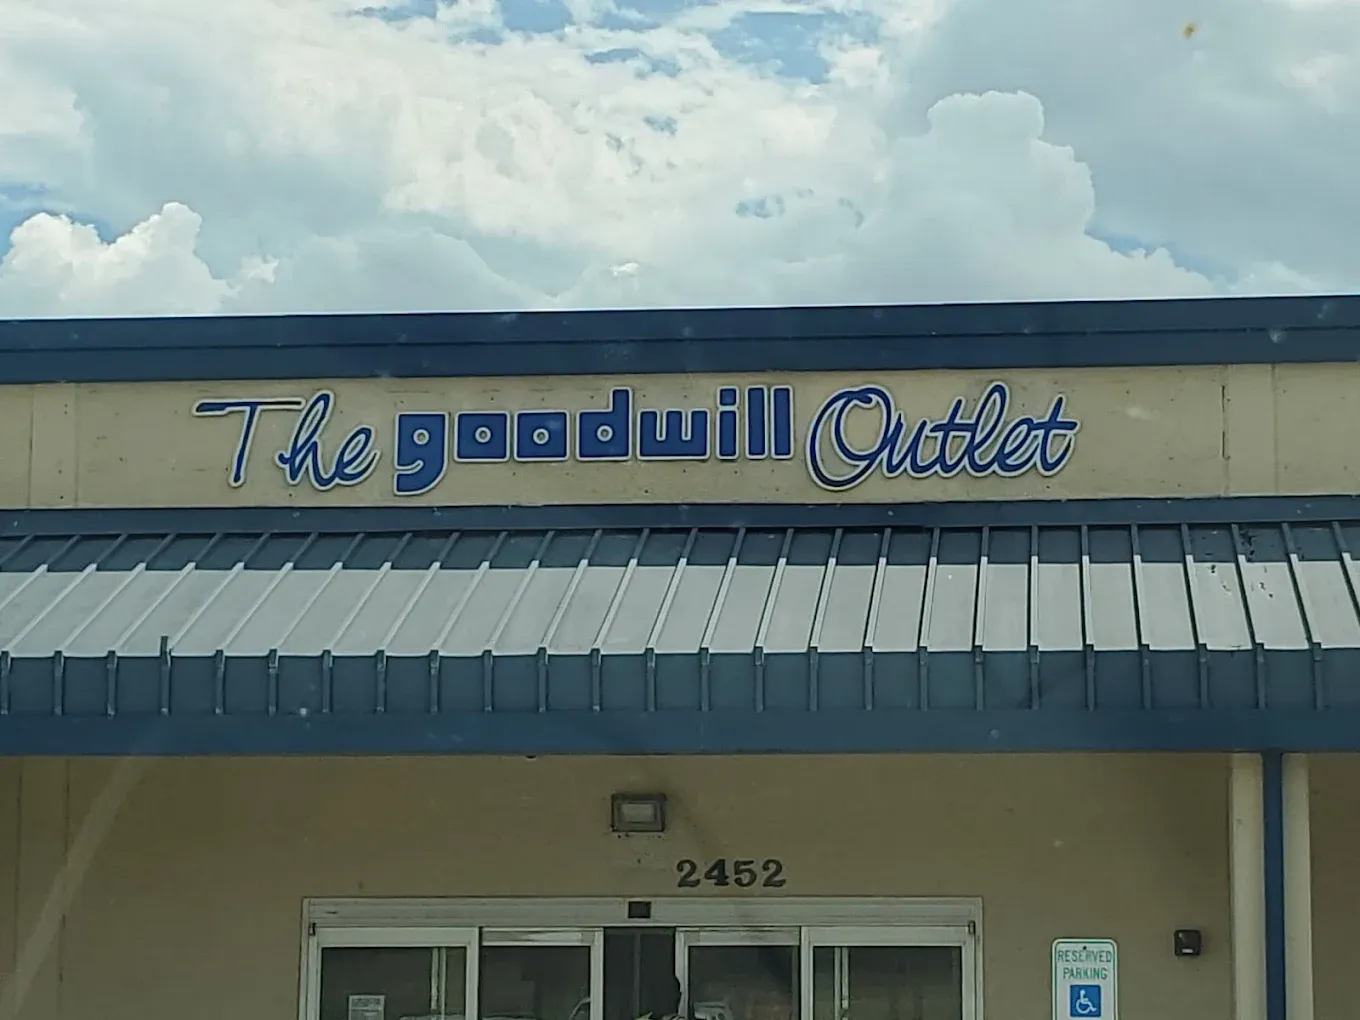 The goodwill Outlet
2452
RESERVED
PARKING